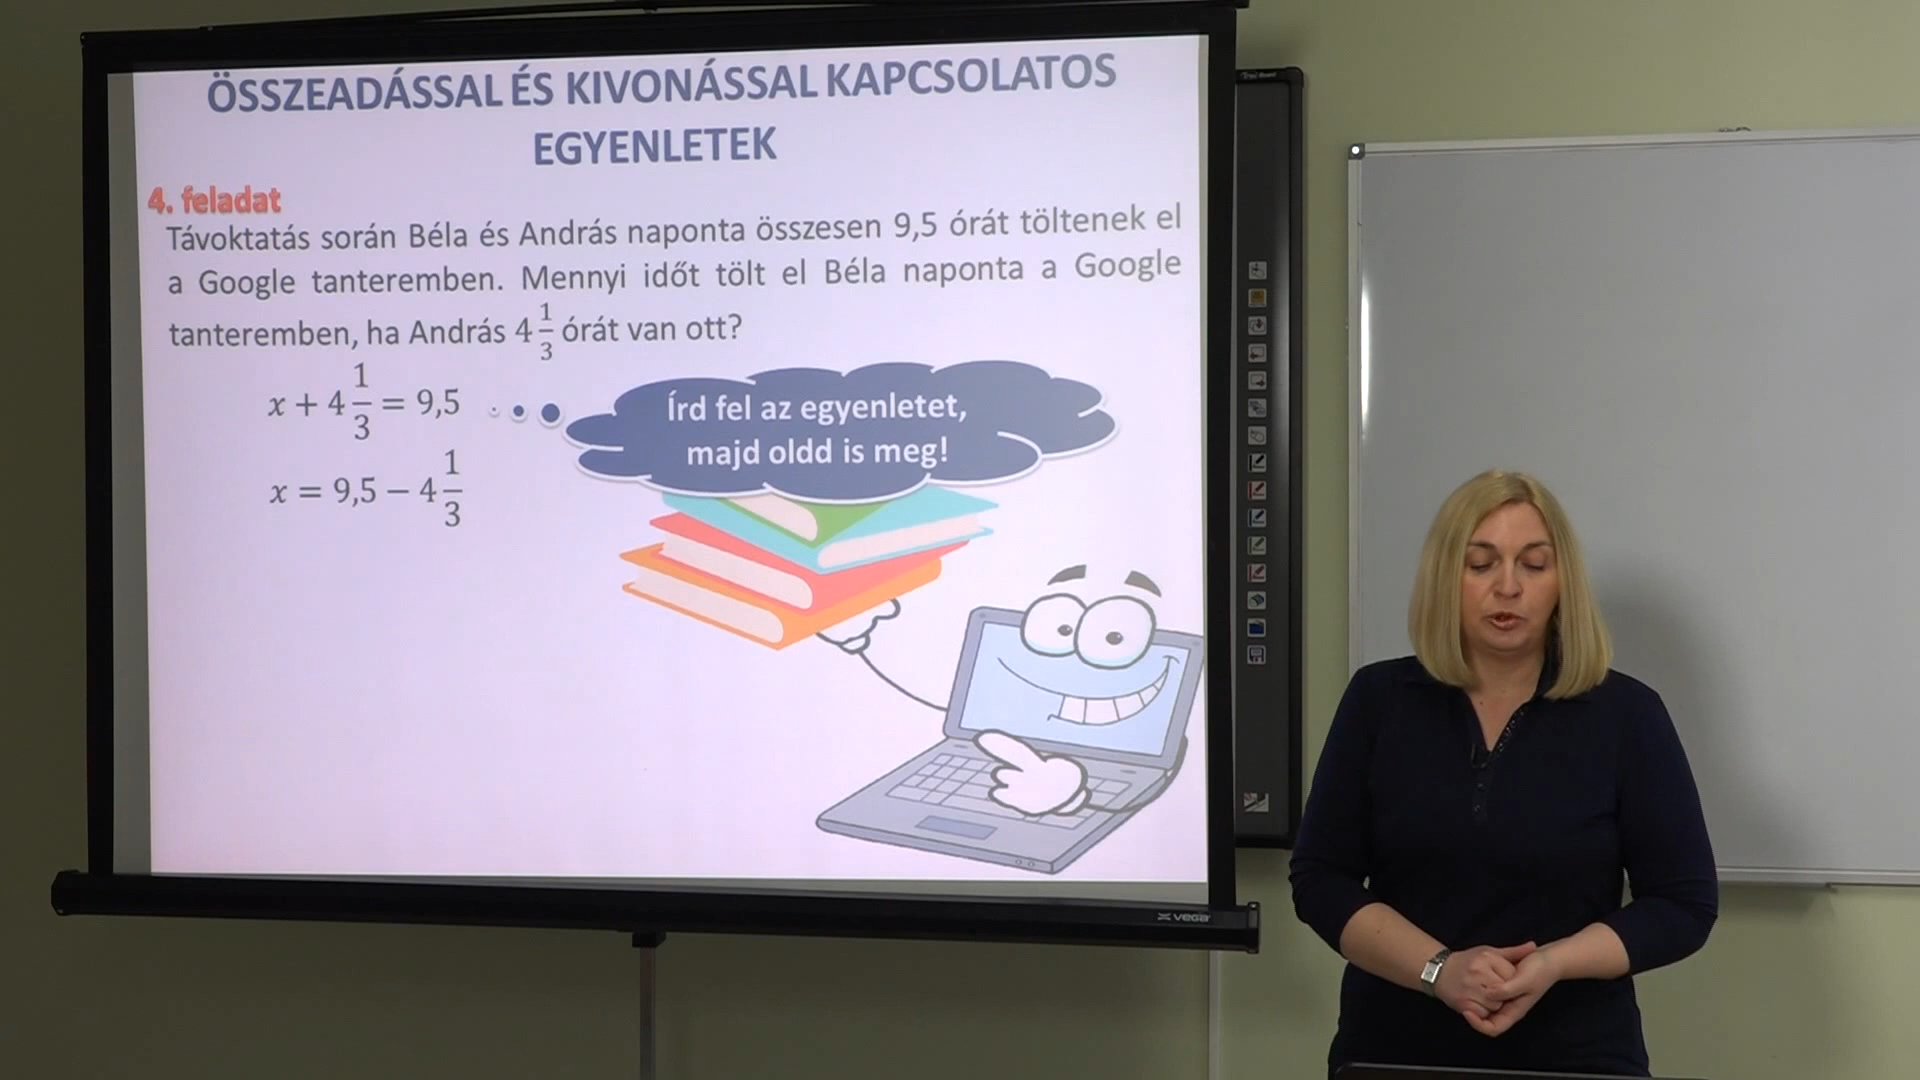 ÖSSZEADÁSSAL ÉS KIVONÁSSAL KAPCSOLATOS
EGYENLETEK
4. feladat
Távoktatás során Béla és András naponta összesen 9,5 órát töltenek el
a Google tanteremben. Mennyi időt tölt el Béla naponta a Google
tanteremben, ha András 4 1/3 órát van ott?
x + 4 1/3 = 9,5
Írd fel az egyenletet,
majd oldd is meg!
x = 9,5 − 4 1/3
vega